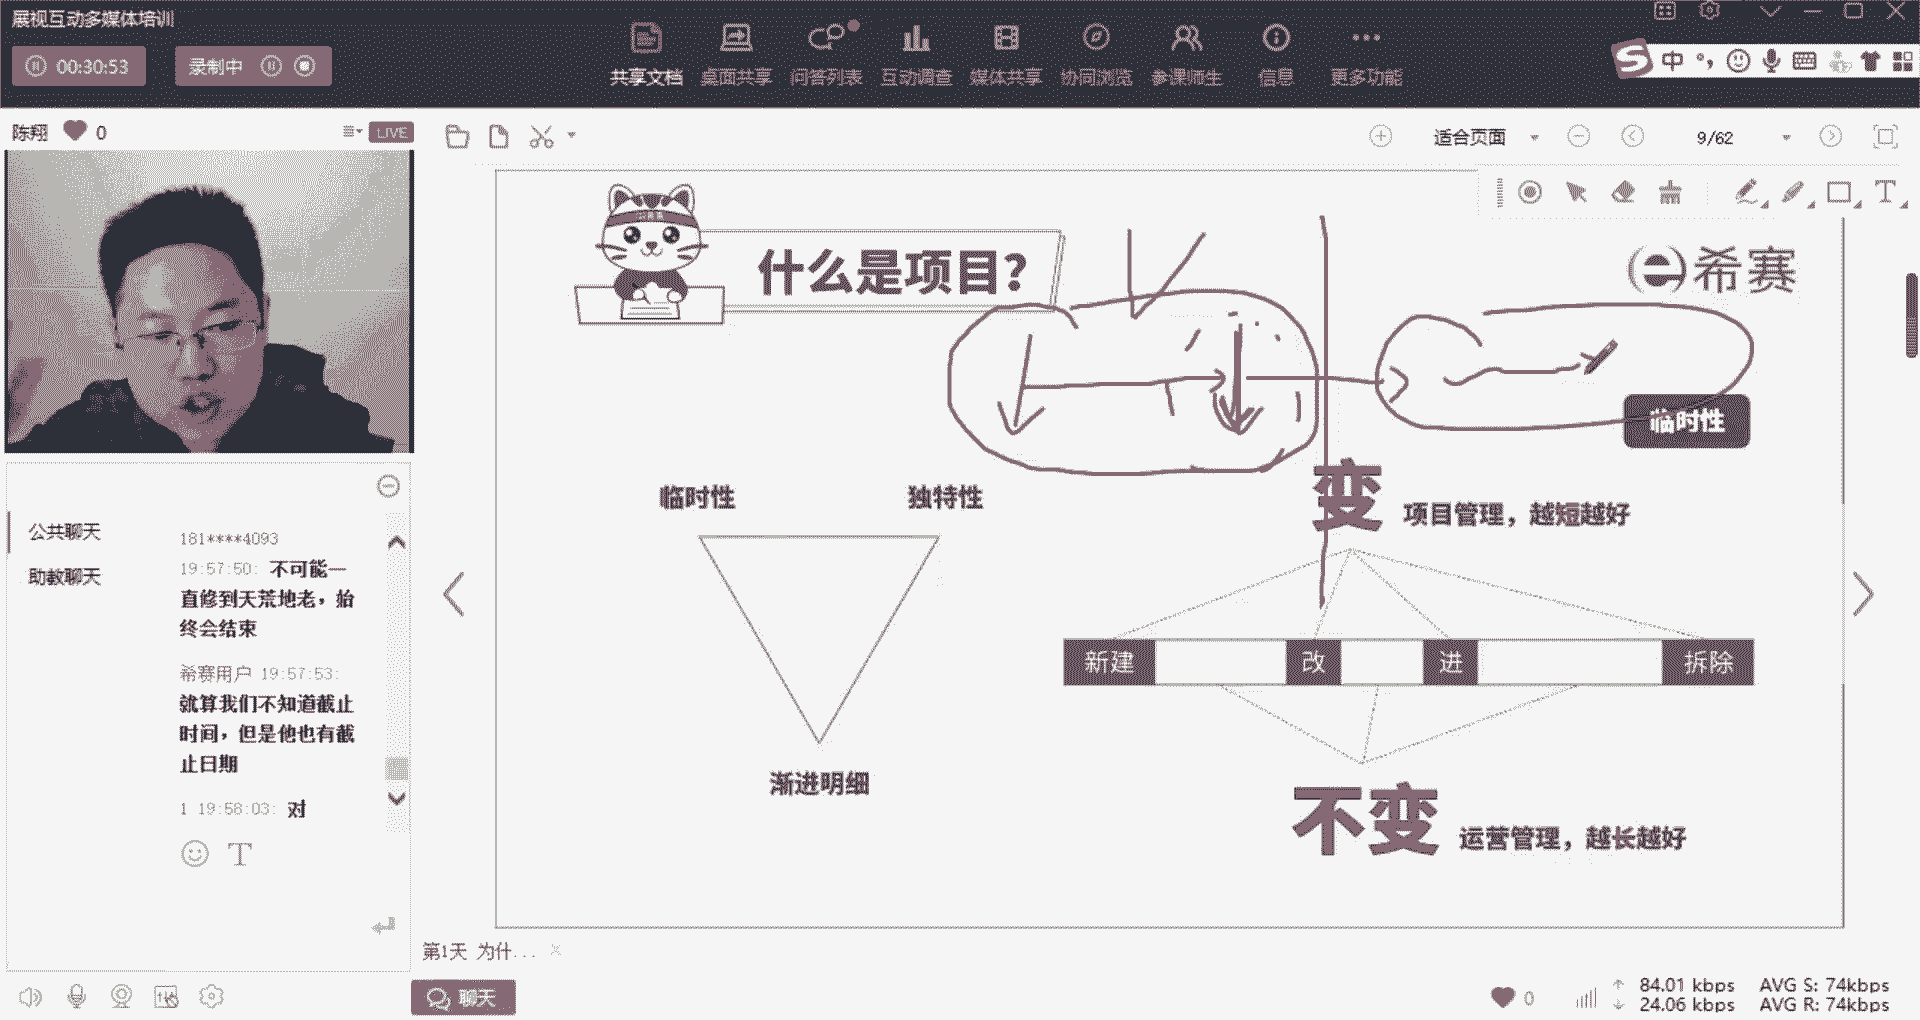 展视互动多媒体培训
00:30:53
录制中
共享文档 桌面共享 问答列表 互动调查 媒体共享 协同浏览 参课师生 信息 更多功能
中
陈翔 0
LIVE
适合页面
9/62
T
什么是项目?
希赛
临时性
临时性
独特性
渐进明细
变
项目管理，越短越好
新建
改
进
拆除
不变
运营管理，越长越好
公共聊天
助教聊天
181****4093
19:57:50: 不可能一
直修到天荒地老，始
终会结束
希赛用户 19:57:53:
就算我们不知道截止
时间，但是他也有截
止日期
1 19:58:03: 对
T
第1天 为什...
聊天
0
84.01 kbps AVG S: 74kbps
24.06 kbps AVG R: 74kbps